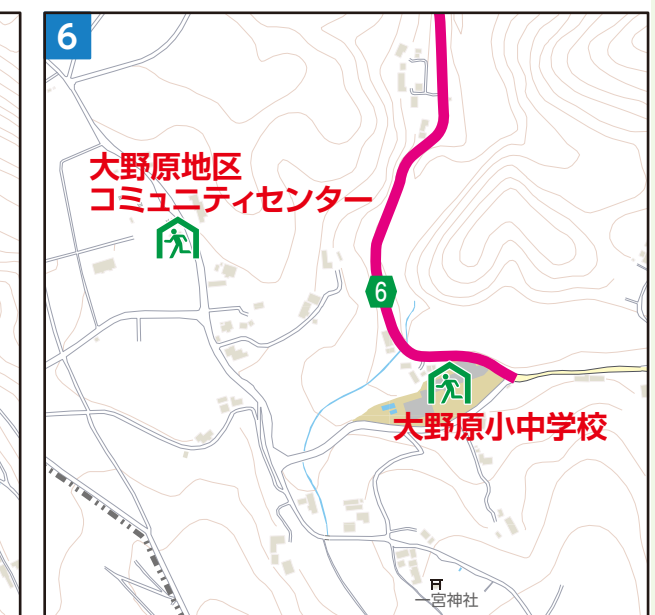 6
大野原地区
コミュニティセンター
6
大野原小中学校
一宮神社